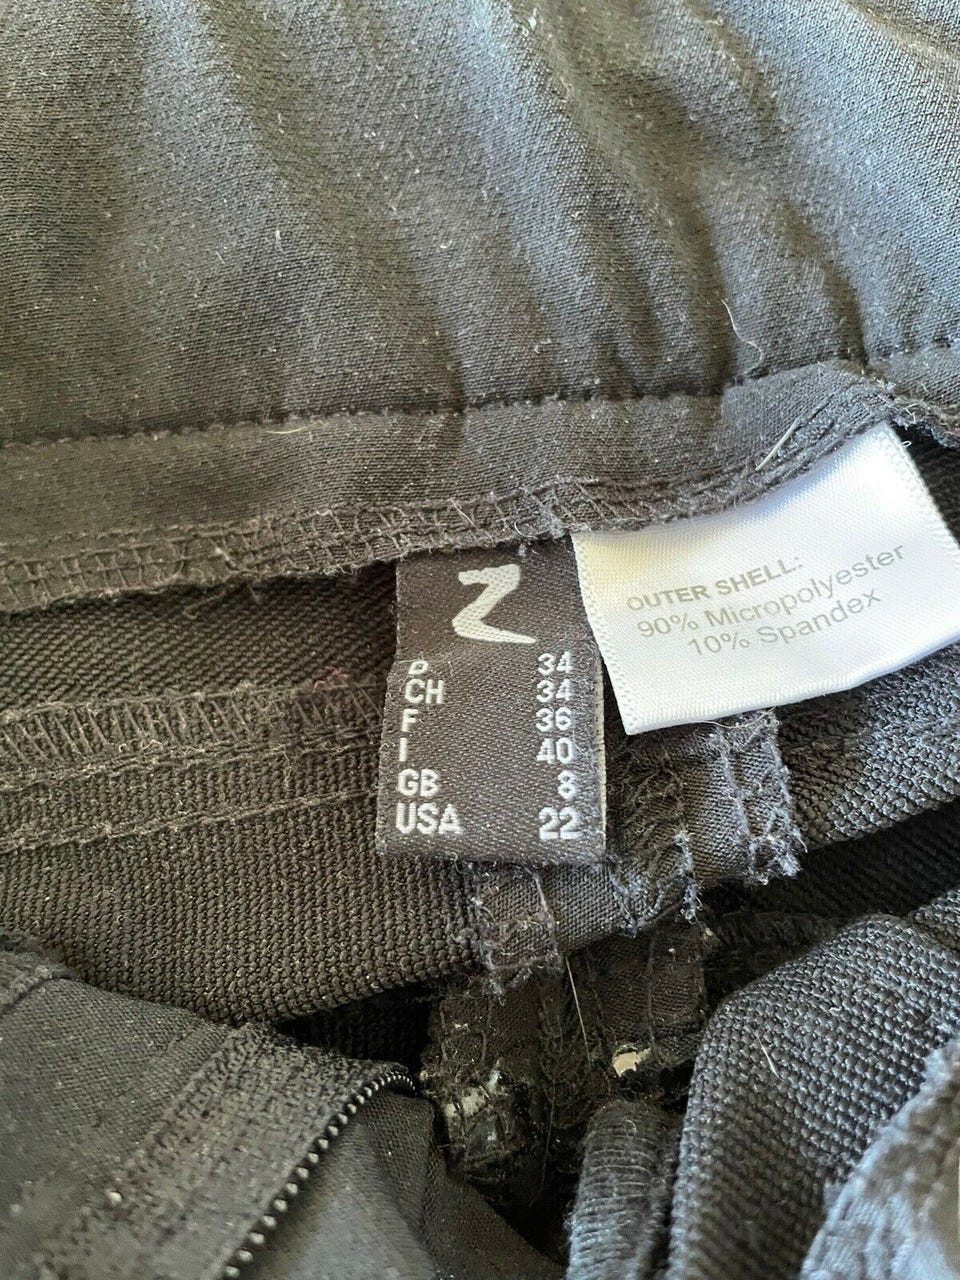 D 34
CH 34
F 36
I 40
GB 8
USA 22
OUTER SHELL:
90% Micropolyester
10% Spandex